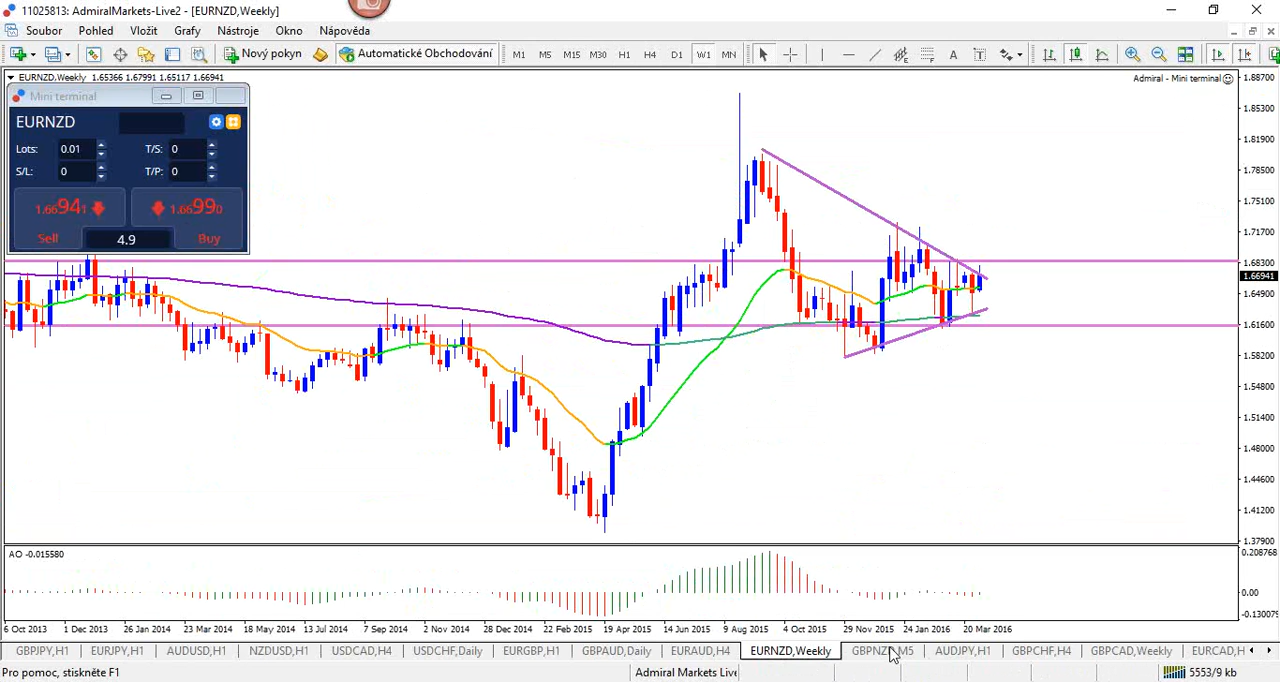 11025813: AdmiralMarkets-Live2 - [EURNZD,Weekly]
Soubor Pohled Vložit Grafy Nástroje Okno Nápověda
Nový pokyn Automatické Obchodování M1 M5 M15 M30 H1 H4 D1 W1 MN A T
EURNZD,Weekly 1.65366 1.67991 1.65117 1.66941
Admiral - Mini terminal
Mini terminal
EURNZD
Lots: 0.01 T/S: 0
S/L: 0 T/P: 0
1.66941 1.66990
Sell 4.9 Buy
1.88700
1.85300
1.81900
1.78500
1.75100
1.71700
1.68300
1.66941
1.64900
1.61600
1.58200
1.54800
1.51400
1.48000
1.44600
1.41200
1.37900
AO -0.015580
0.208768
0.00
-0.130079
6 Oct 2013 1 Dec 2013 26 Jan 2014 23 Mar 2014 18 May 2014 13 Jul 2014 7 Sep 2014 2 Nov 2014 28 Dec 2014 22 Feb 2015 19 Apr 2015 14 Jun 2015 9 Aug 2015 4 Oct 2015 29 Nov 2015 24 Jan 2016 20 Mar 2016
GBPJPY,H1 EURJPY,H1 AUDUSD,H1 NZDUSD,H1 USDCAD,H4 USDCHF,Daily EURGBP,H1 GBPAUD,Daily EURAUD,H4 EURNZD,Weekly GBPNZD,M5 AUDJPY,H1 GBPCHF,H4 GBPCAD,Weekly EURCAD,H
Pro pomoc, stiskněte F1 Admiral Markets Live 5553/9 kb